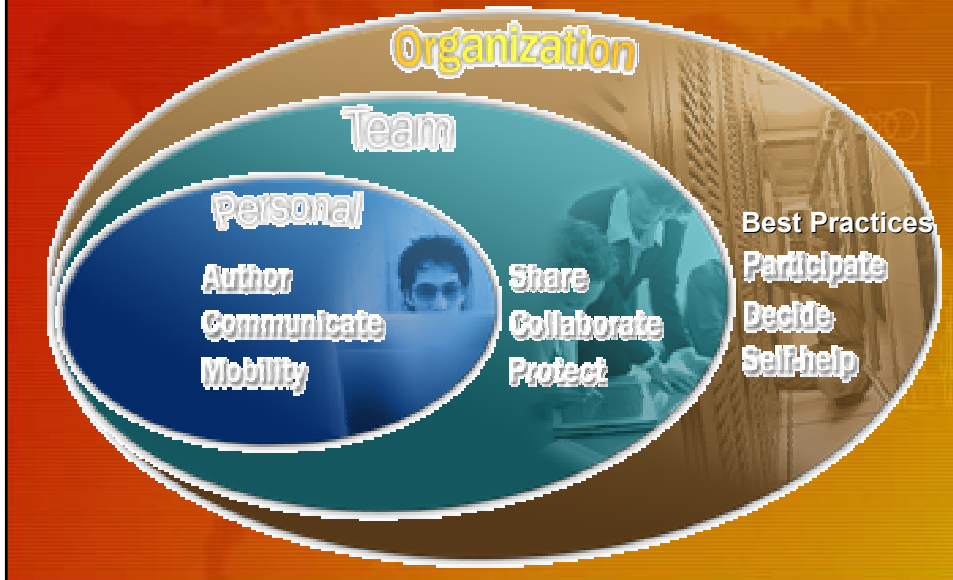 Organization
Team
Personal
Author
Communicate
Mobility
Share
Collaborate
Protect
Best Practices
Participate
Decide
Self-help